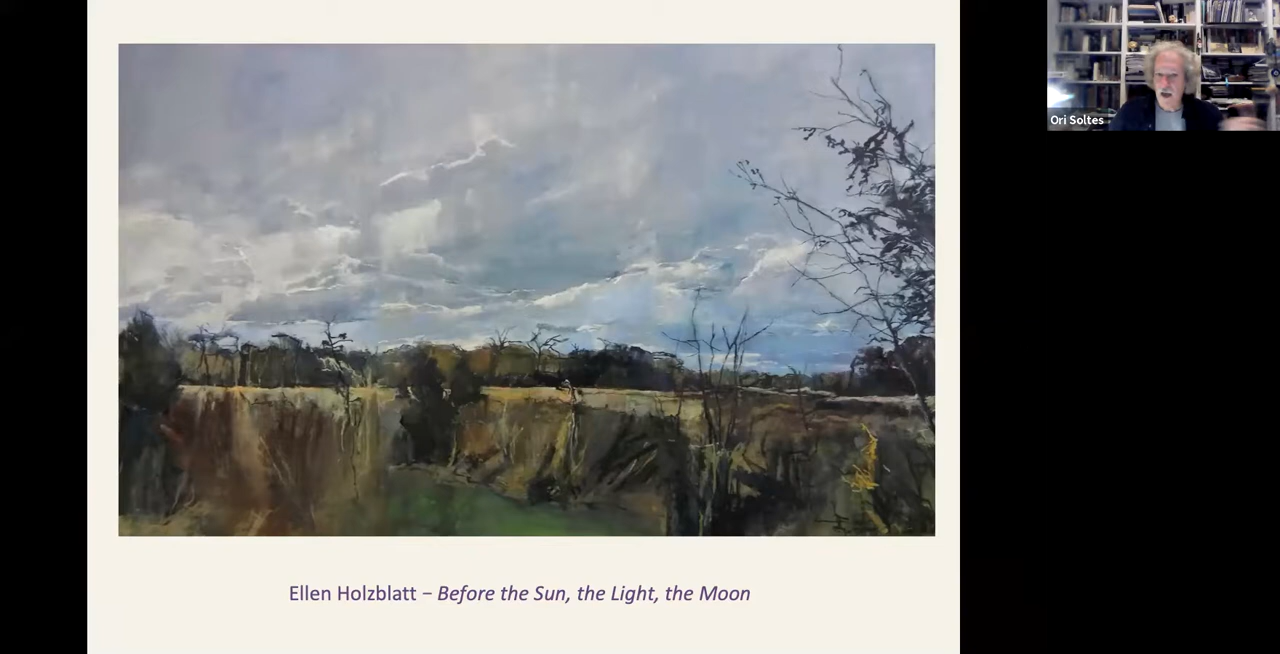 Ori Soltes
Ellen Holzblatt – Before the Sun, the Light, the Moon